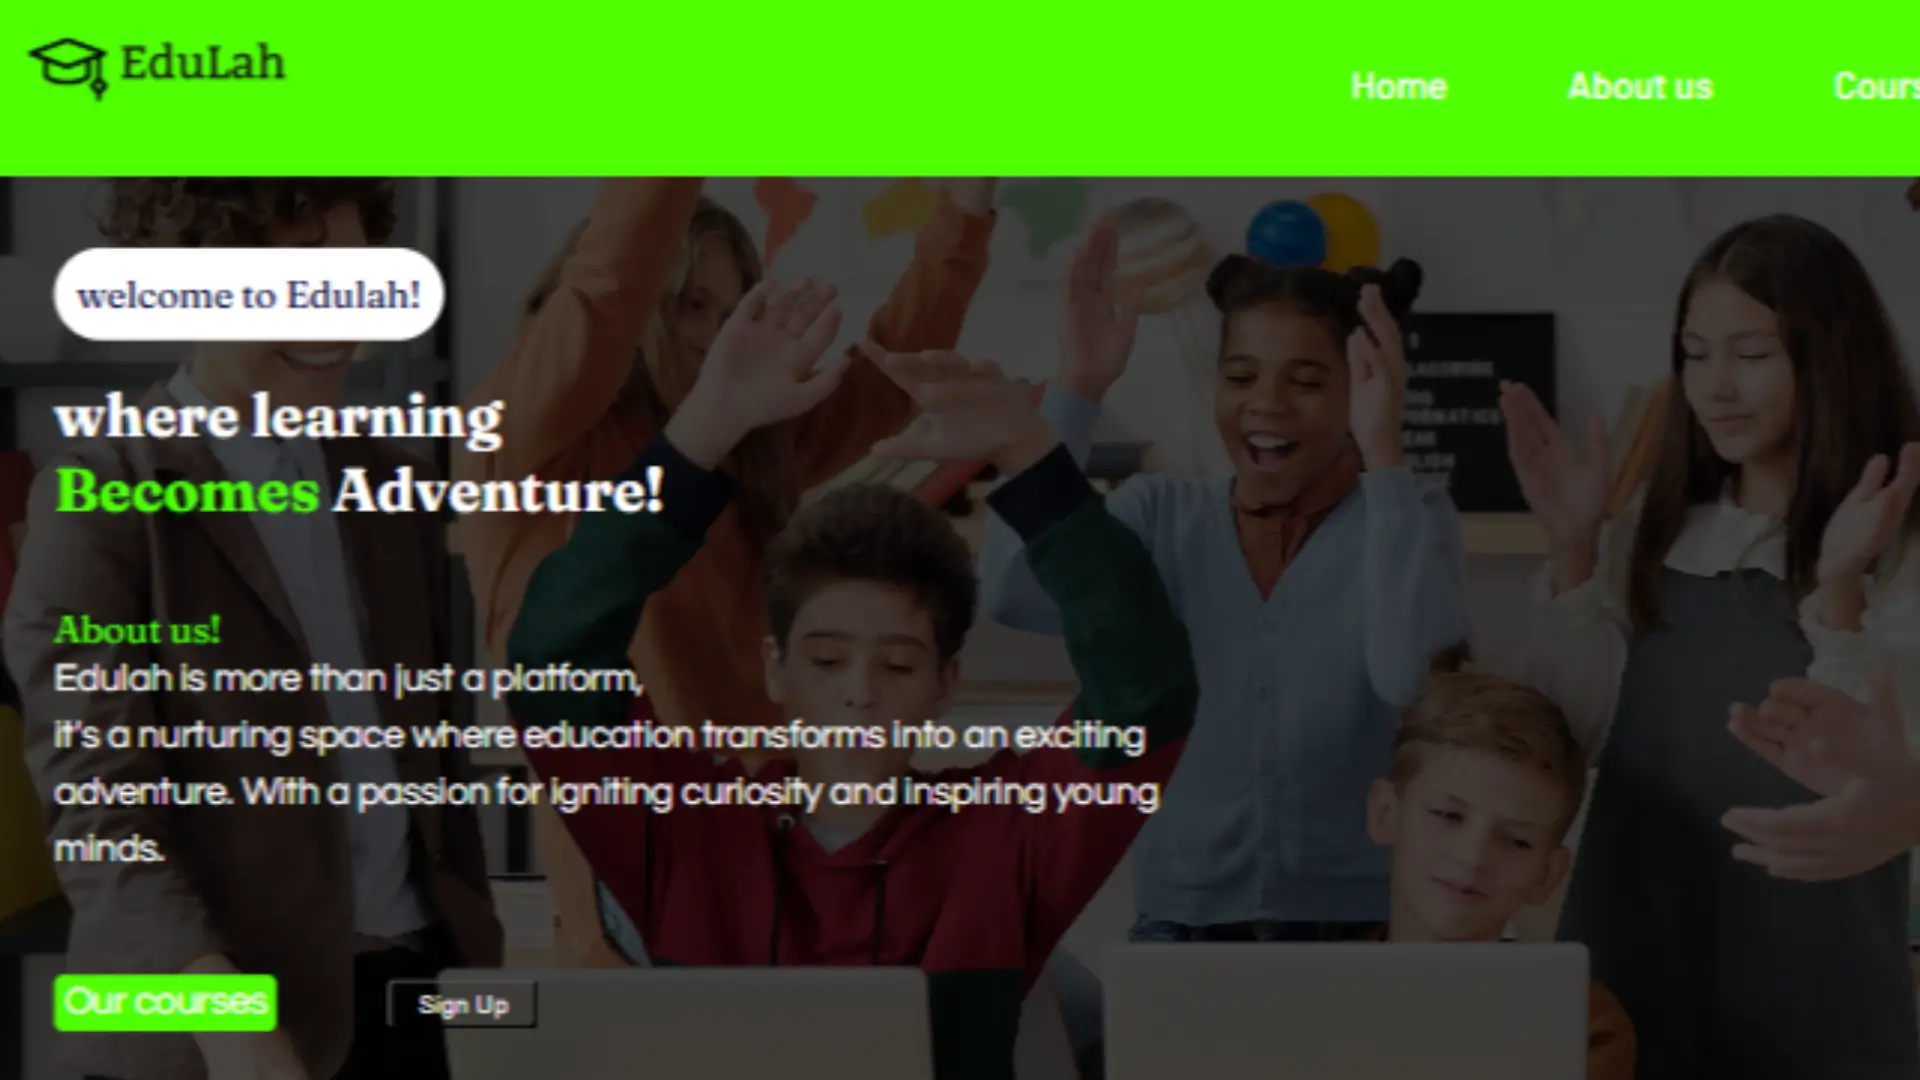 EduLah
Home About us Cours
welcome to Edulah!
where learning
Becomes Adventure!
About us!
Edulah is more than just a platform,
it's a nurturing space where education transforms into an exciting
adventure. With a passion for igniting curiosity and inspiring young
minds.
Our courses Sign Up